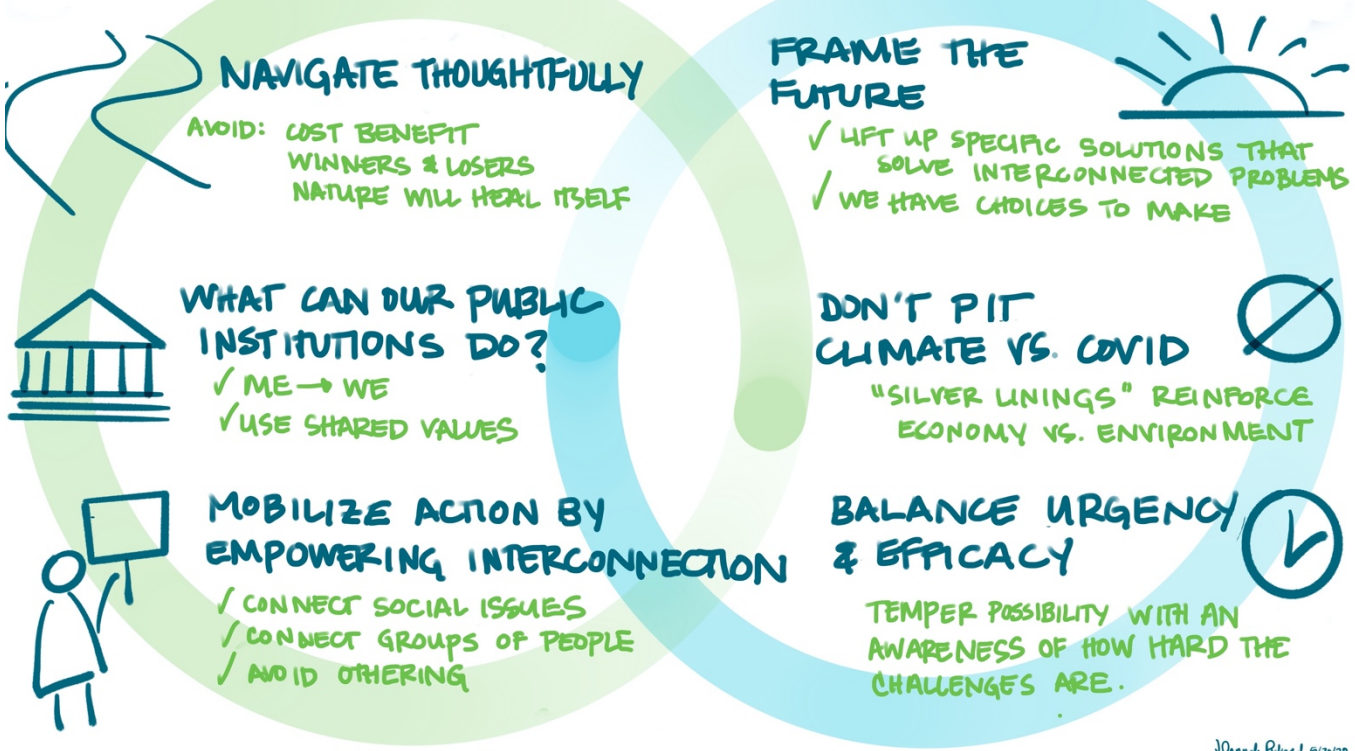 NAVIGATE THOUGHTFULLY
AVOID: COST BENEFIT
WINNERS & LOSERS
NATURE WILL HEAL ITSELF
WHAT CAN OUR PUBLIC
INSTITUTIONS DO?
✓ ME → WE
✓ USE SHARED VALUES
MOBILIZE ACTION BY
EMPOWERING INTERCONNECTION
✓ CONNECT SOCIAL ISSUES
✓ CONNECT GROUPS OF PEOPLE
✓ AVOID OTHERING
FRAME THE
FUTURE
✓ LIFT UP SPECIFIC SOLUTIONS THAT
SOLVE INTERCONNECTED PROBLEMS
✓ WE HAVE CHOICES TO MAKE
DON'T PIT
CLIMATE VS. COVID
"SILVER LININGS" REINFORCE
ECONOMY VS. ENVIRONMENT
BALANCE URGENCY
& EFFICACY
TEMPER POSSIBILITY WITH AN
AWARENESS OF HOW HARD THE
CHALLENGES ARE.